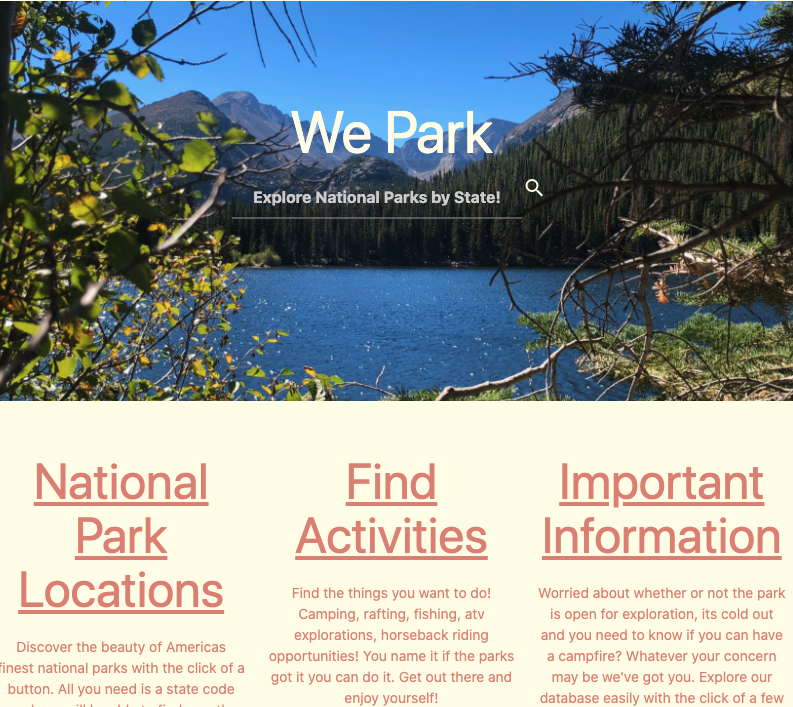 We Park
Explore National Parks by State!
National
Park
Locations
Discover the beauty of Americas
finest national parks with the click of a
button. All you need is a state code
Find
Activities
Find the things you want to do!
Camping, rafting, fishing, atv
explorations, horseback riding
opportunities! You name it if the parks
got it you can do it. Get out there and
enjoy yourself!
Important
Information
Worried about whether or not the park
is open for exploration, its cold out
and you need to know if you can have
a campfire? Whatever your concern
may be we've got you. Explore our
database easily with the click of a few